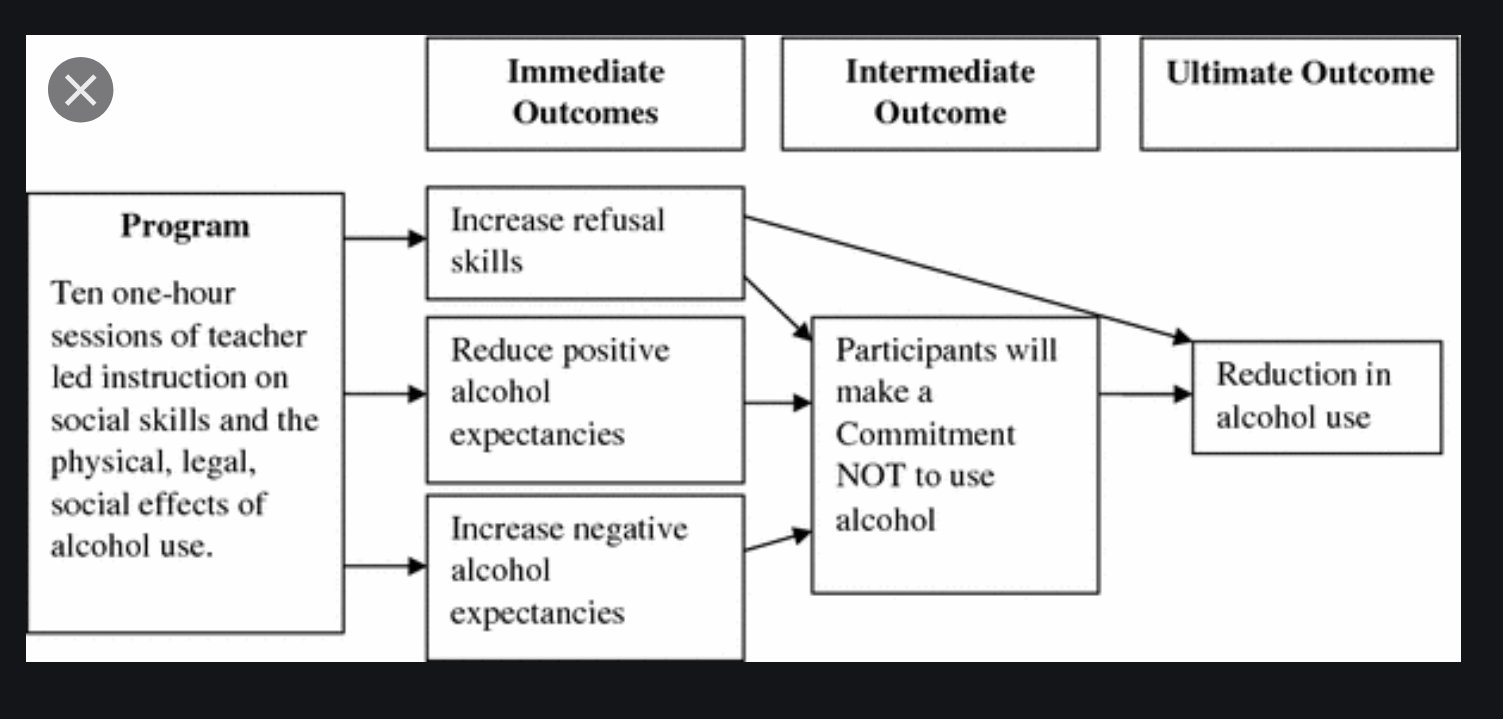 Immediate
Outcomes
Intermediate
Outcome
Ultimate Outcome
Program
Ten one-hour
sessions of teacher
led instruction on
social skills and the
physical, legal,
social effects of
alcohol use.
Increase refusal
skills
Reduce positive
alcohol
expectancies
Increase negative
alcohol
expectancies
Participants will
make a
Commitment
NOT to use
alcohol
Reduction in
alcohol use